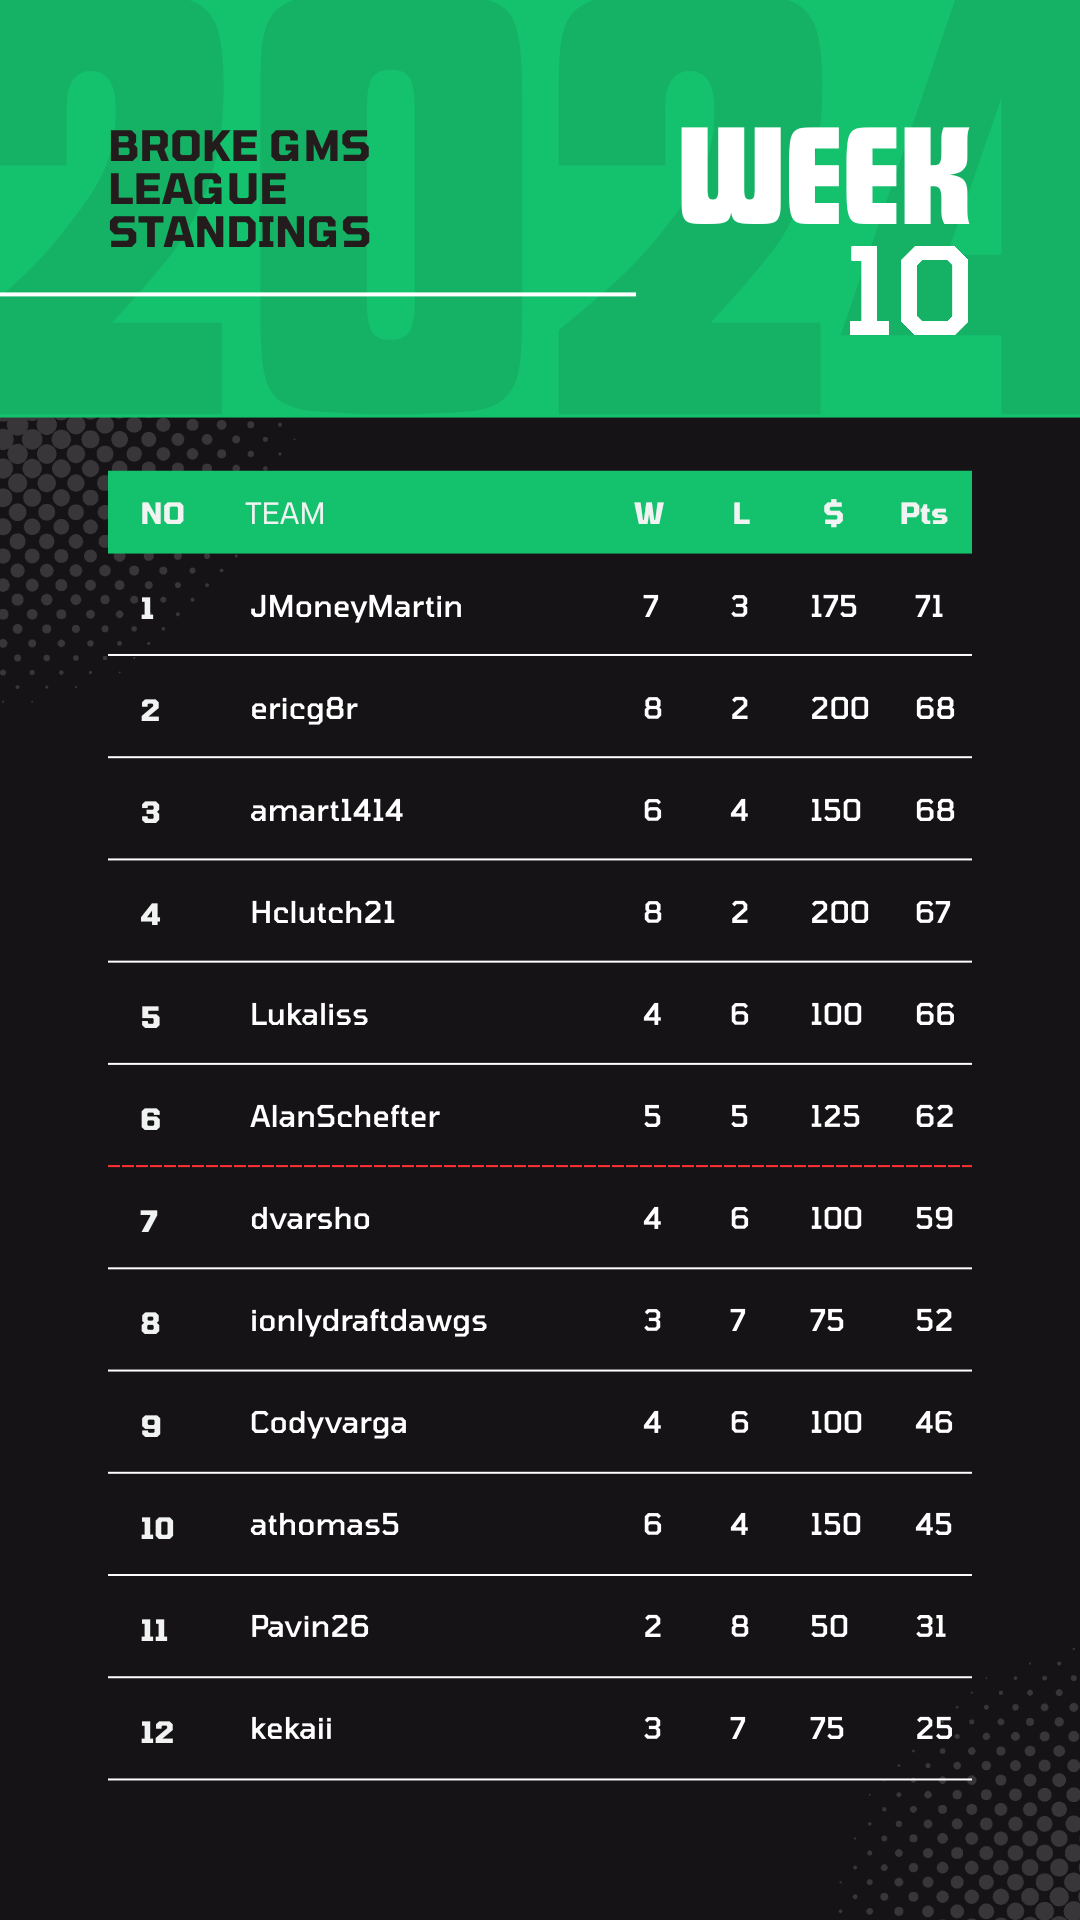 2024
BROKE GMS
LEAGUE
STANDINGS
WEEK
10
NO TEAM W L $ Pts
1 JMoneyMartin 7 3 175 71
2 ericg8r 8 2 200 68
3 amart1414 6 4 150 68
4 Hclutch21 8 2 200 67
5 Lukaliss 4 6 100 66
6 AlanSchefter 5 5 125 62
7 dvarsho 4 6 100 59
8 ionlydraftdawgs 3 7 75 52
9 Codyvarga 4 6 100 46
10 athomas5 6 4 150 45
11 Pavin26 2 8 50 31
12 kekaii 3 7 75 25